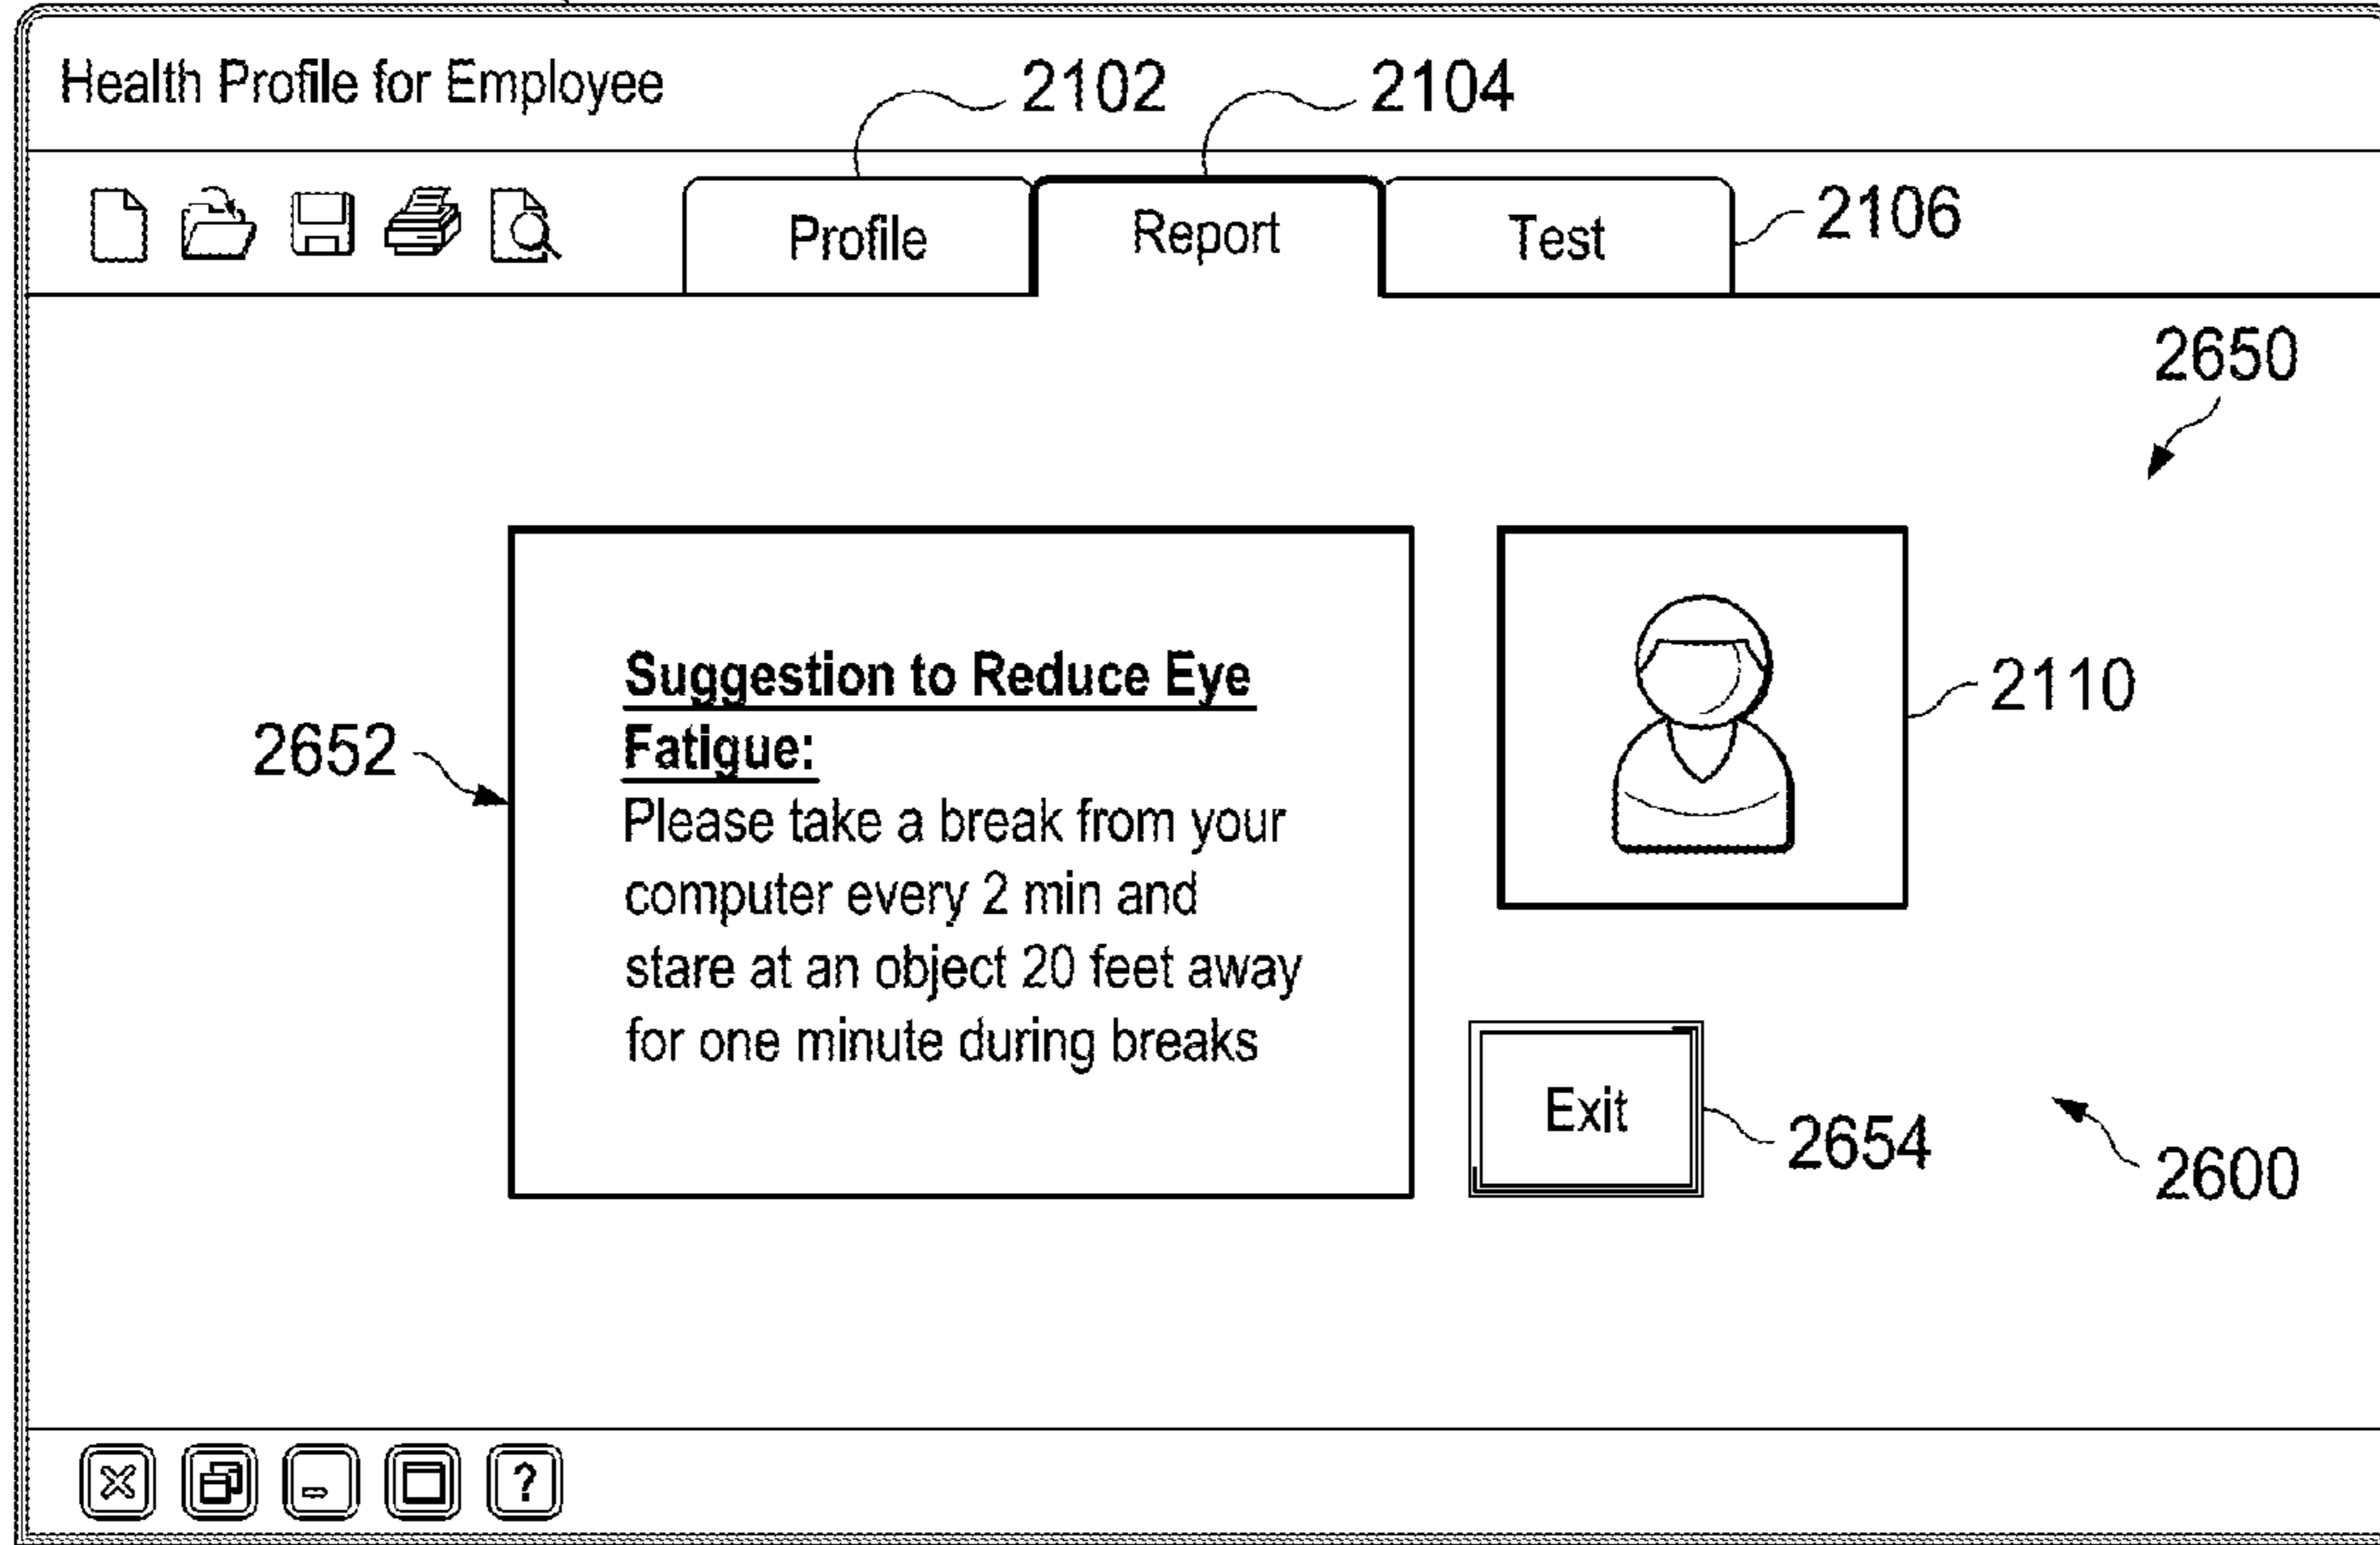 Health Profile for Employee
2102
2104
Profile
Report
Test
2106
2650
Suggestion to Reduce Eye
Fatigue:
Please take a break from your
computer every 2 min and
stare at an object 20 feet away
for one minute during breaks
2652
2110
Exit
2654
2600
?